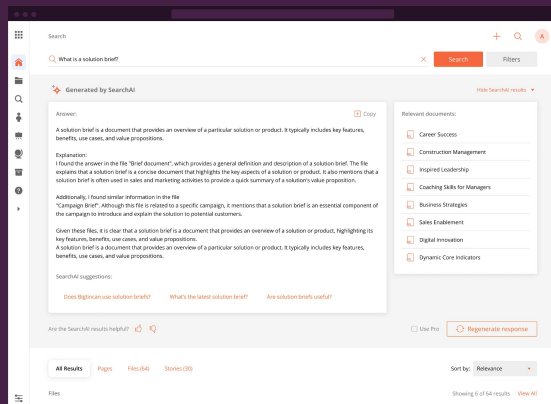 Search
A
What is a solution brief?
Search
Filters
Generated by SearchAI
Hide SearchAI results
Answer:
Copy
A solution brief is a document that provides an overview of a particular solution or product. It typically includes key features,
benefits, use cases, and value propositions.
Explanation:
I found the answer in the file "Brief document", which provides a general definition and description of a solution brief. The file
explains that a solution brief is a concise document that highlights the key aspects of a solution or product. It also mentions that a
solution brief is often used in sales and marketing activities to provide a quick summary of a solution's value proposition.
Additionally, I found similar information in the file
"Campaign Brief". Although this file is related to a specific campaign, it mentions that a solution brief is an essential component of
the campaign to introduce and explain the solution to potential customers.
Given these files, it is clear that a solution brief is a document that provides an overview of a solution or product, highlighting its
key features, benefits, use cases, and value propositions.
A solution brief is a document that provides an overview of a particular solution or product. It typically includes key features,
benefits, use cases, and value propositions.
SearchAI suggestions:
Does Bigtincan use solution briefs?
What's the latest solution brief?
Are solution briefs useful?
Relevant documents:
Career Success
Construction Management
Inspired Leadership
Coaching Skills for Managers
Business Strategies
Sales Enablement
Digital Innovation
Dynamic Core Indicators
Are the SearchAI results helpful?
Use Pro
Regenerate response
All Results
Pages
Files (64)
Stories (30)
Sort by:
Relevance
Files
Showing 6 of 64 results
View All